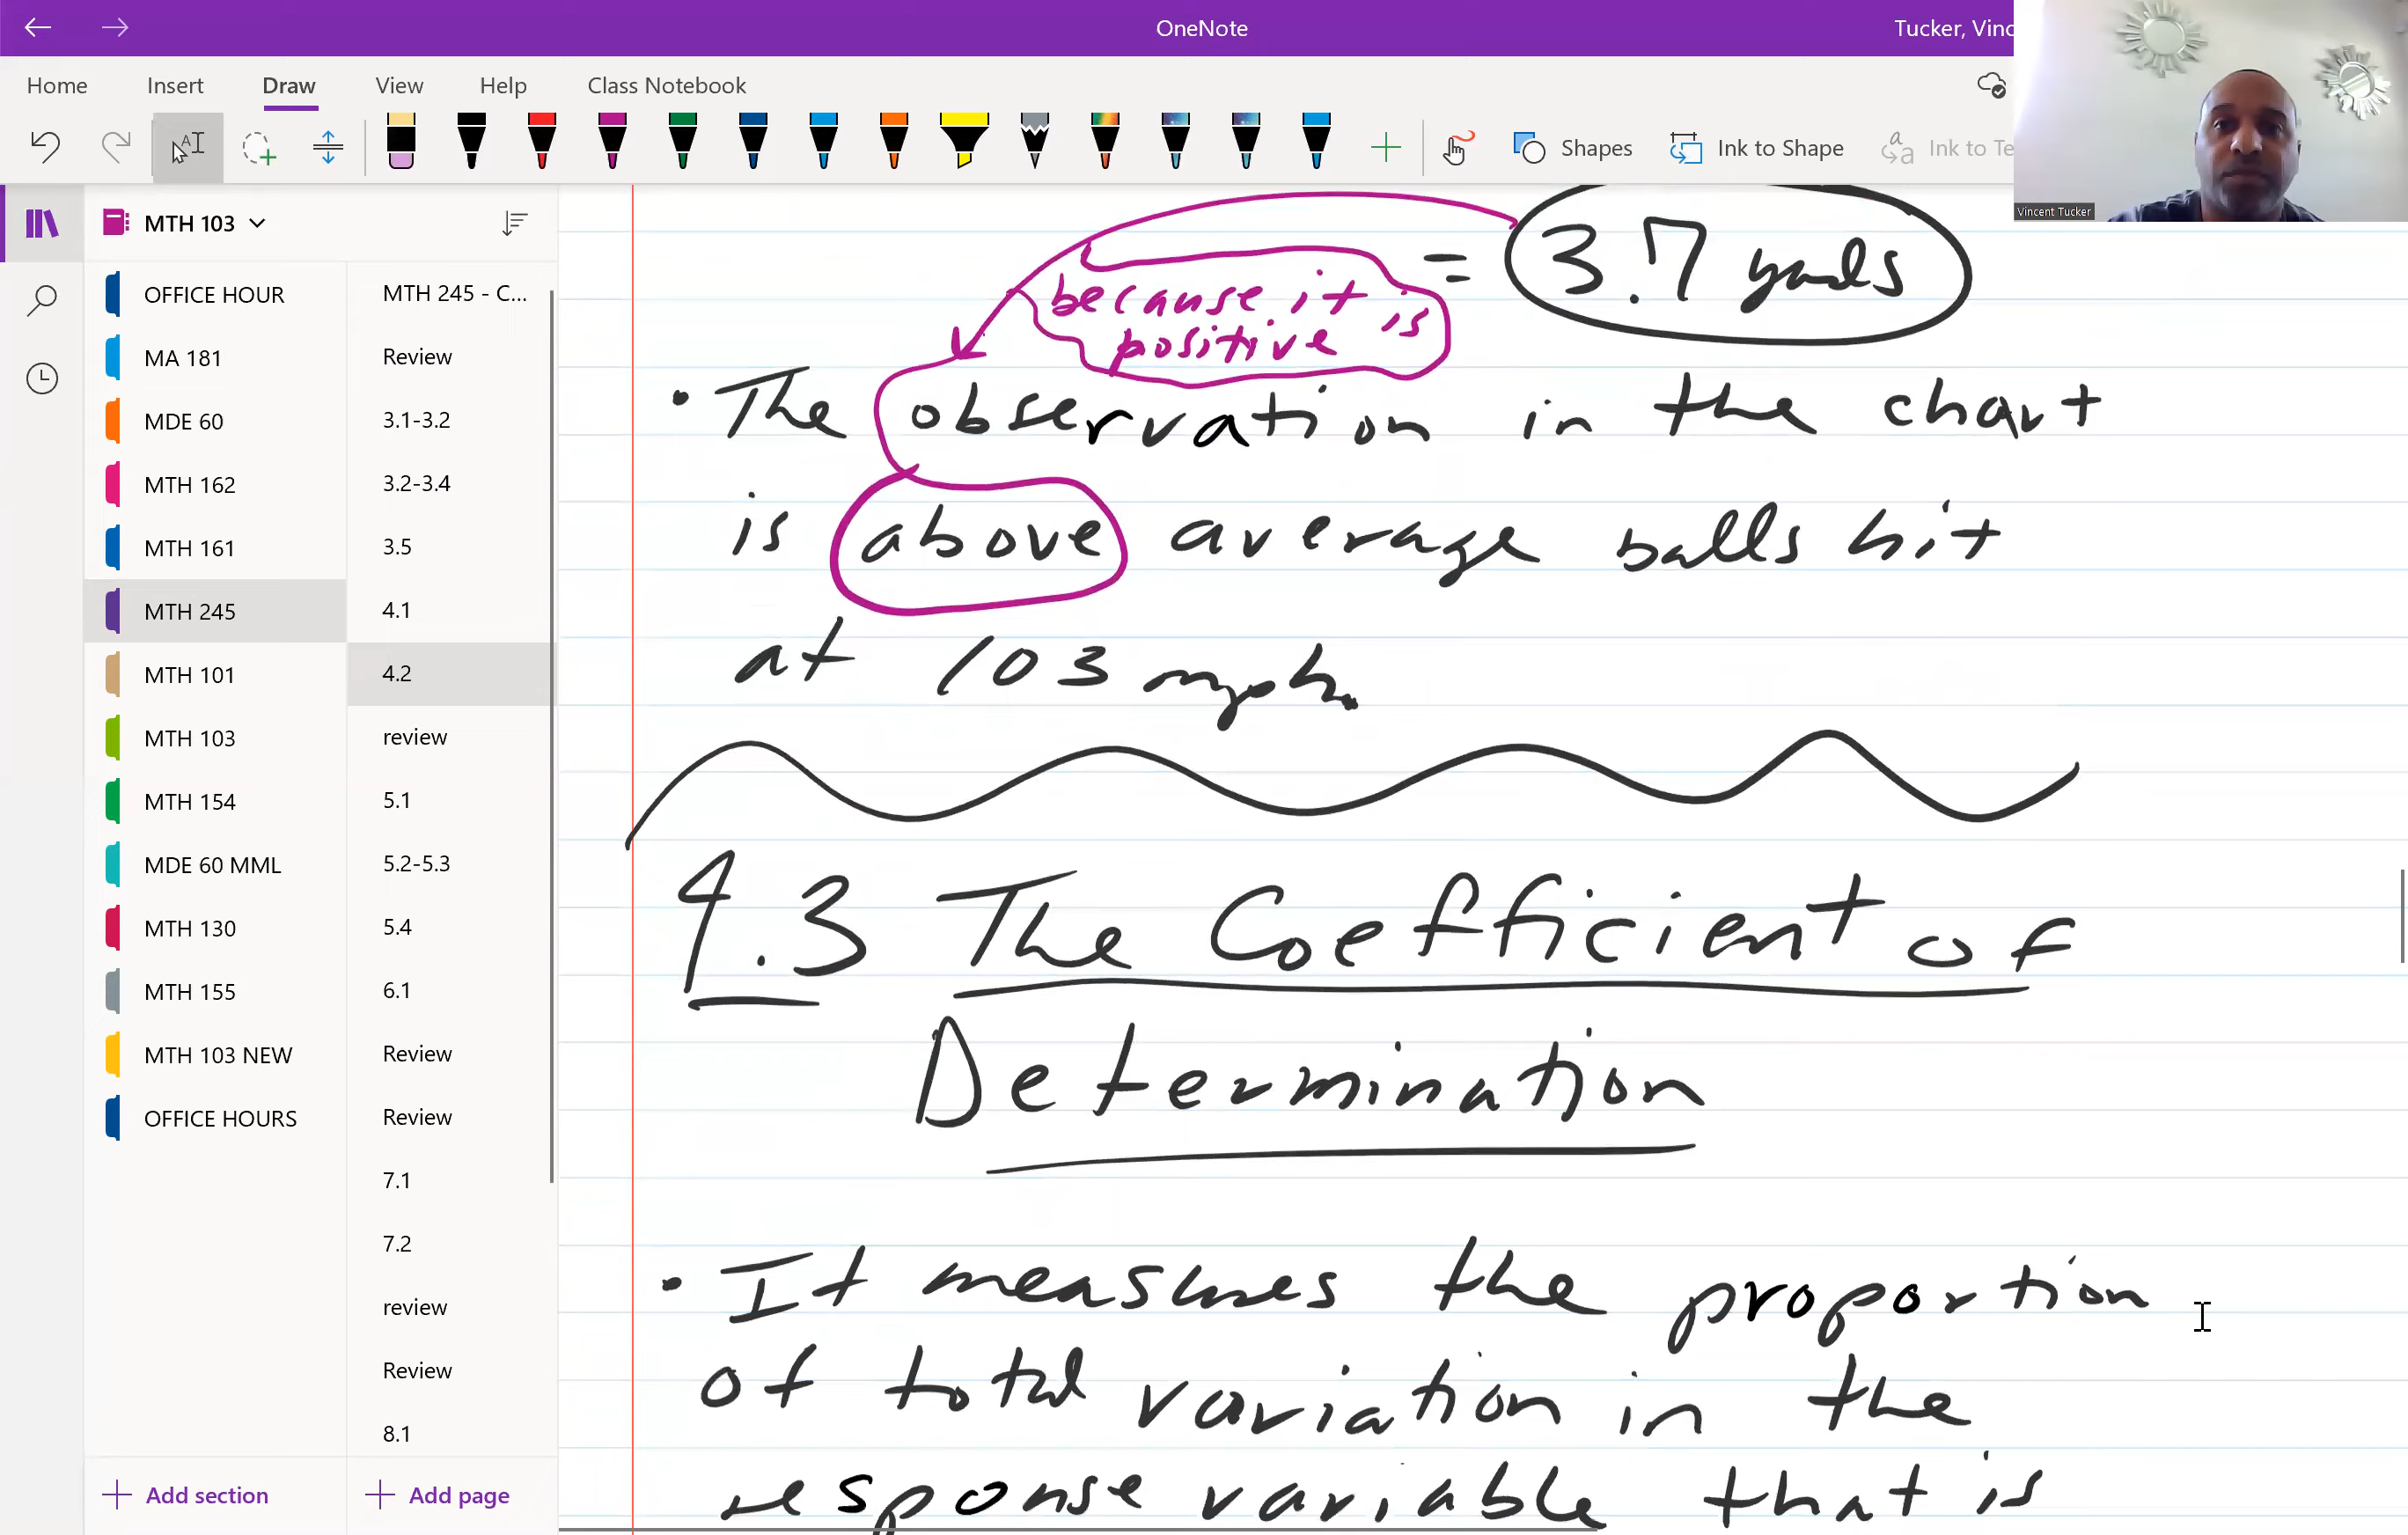 OneNote
Tucker, Vinc
Home
Insert
Draw
View
Help
Class Notebook
Shapes
Ink to Shape
Ink to Te
Vincent Tucker
MTH 103
OFFICE HOUR
MA 181
MDE 60
MTH 162
MTH 161
MTH 245
MTH 101
MTH 103
MTH 154
MDE 60 MML
MTH 130
MTH 155
MTH 103 NEW
OFFICE HOURS
Add section
MTH 245 - C...
Review
3.1-3.2
3.2-3.4
3.5
4.1
4.2
review
5.1
5.2-5.3
5.4
6.1
Review
Review
7.1
7.2
review
Review
8.1
Add page
= 3.7 yards
because it is
positive
• The observation in the chart
is above average balls hit
at 103 mph.
4.3 The Coefficient of
Determination
• It measures the proportion
of total variation in the
response variable that is